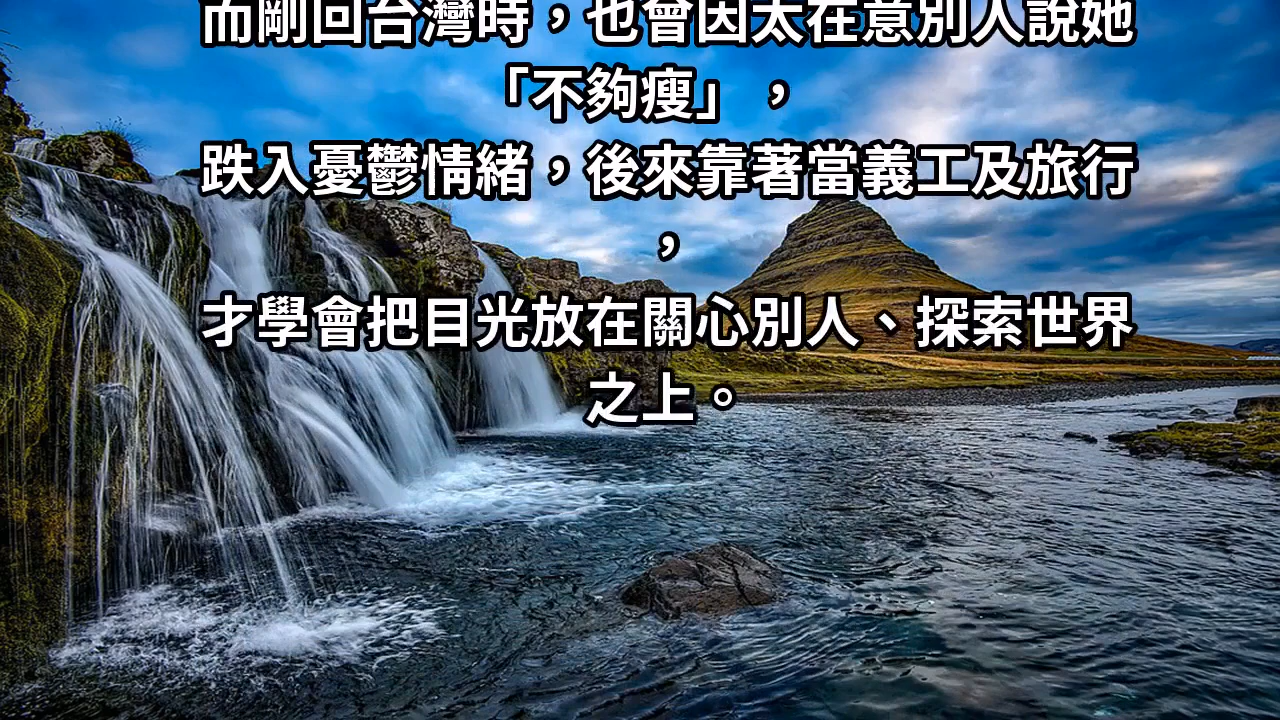 而剛回台灣時，也會因太在意別人說她
「不夠瘦」，
跌入憂鬱情緒，後來靠著當義工及旅行
，
才學會把目光放在關心別人、探索世界
之上。